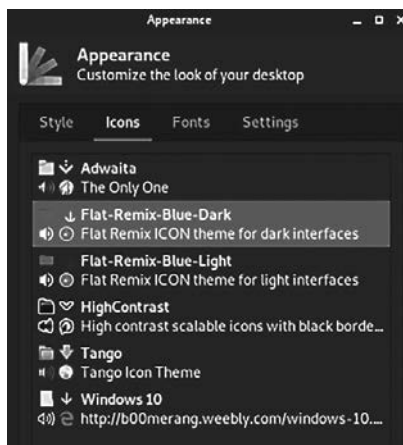 Appearance
Appearance
Customize the look of your desktop
Style Icons Fonts Settings
Adwaita
The Only One
Flat-Remix-Blue-Dark
Flat Remix ICON theme for dark interfaces
Flat-Remix-Blue-Light
Flat Remix ICON theme for light interfaces
HighContrast
High contrast scalable icons with black borde...
Tango
Tango Icon Theme
Windows 10
http://b00merang.weebly.com/windows-10....